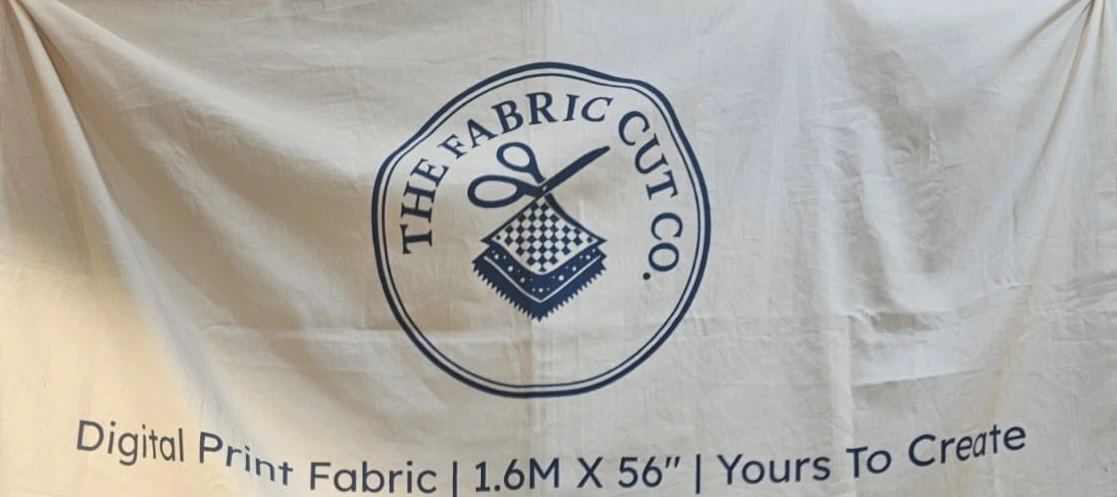 THE FABRIC CUT CO.
Digital Print Fabric | 1.6M X 56" | Yours To Create